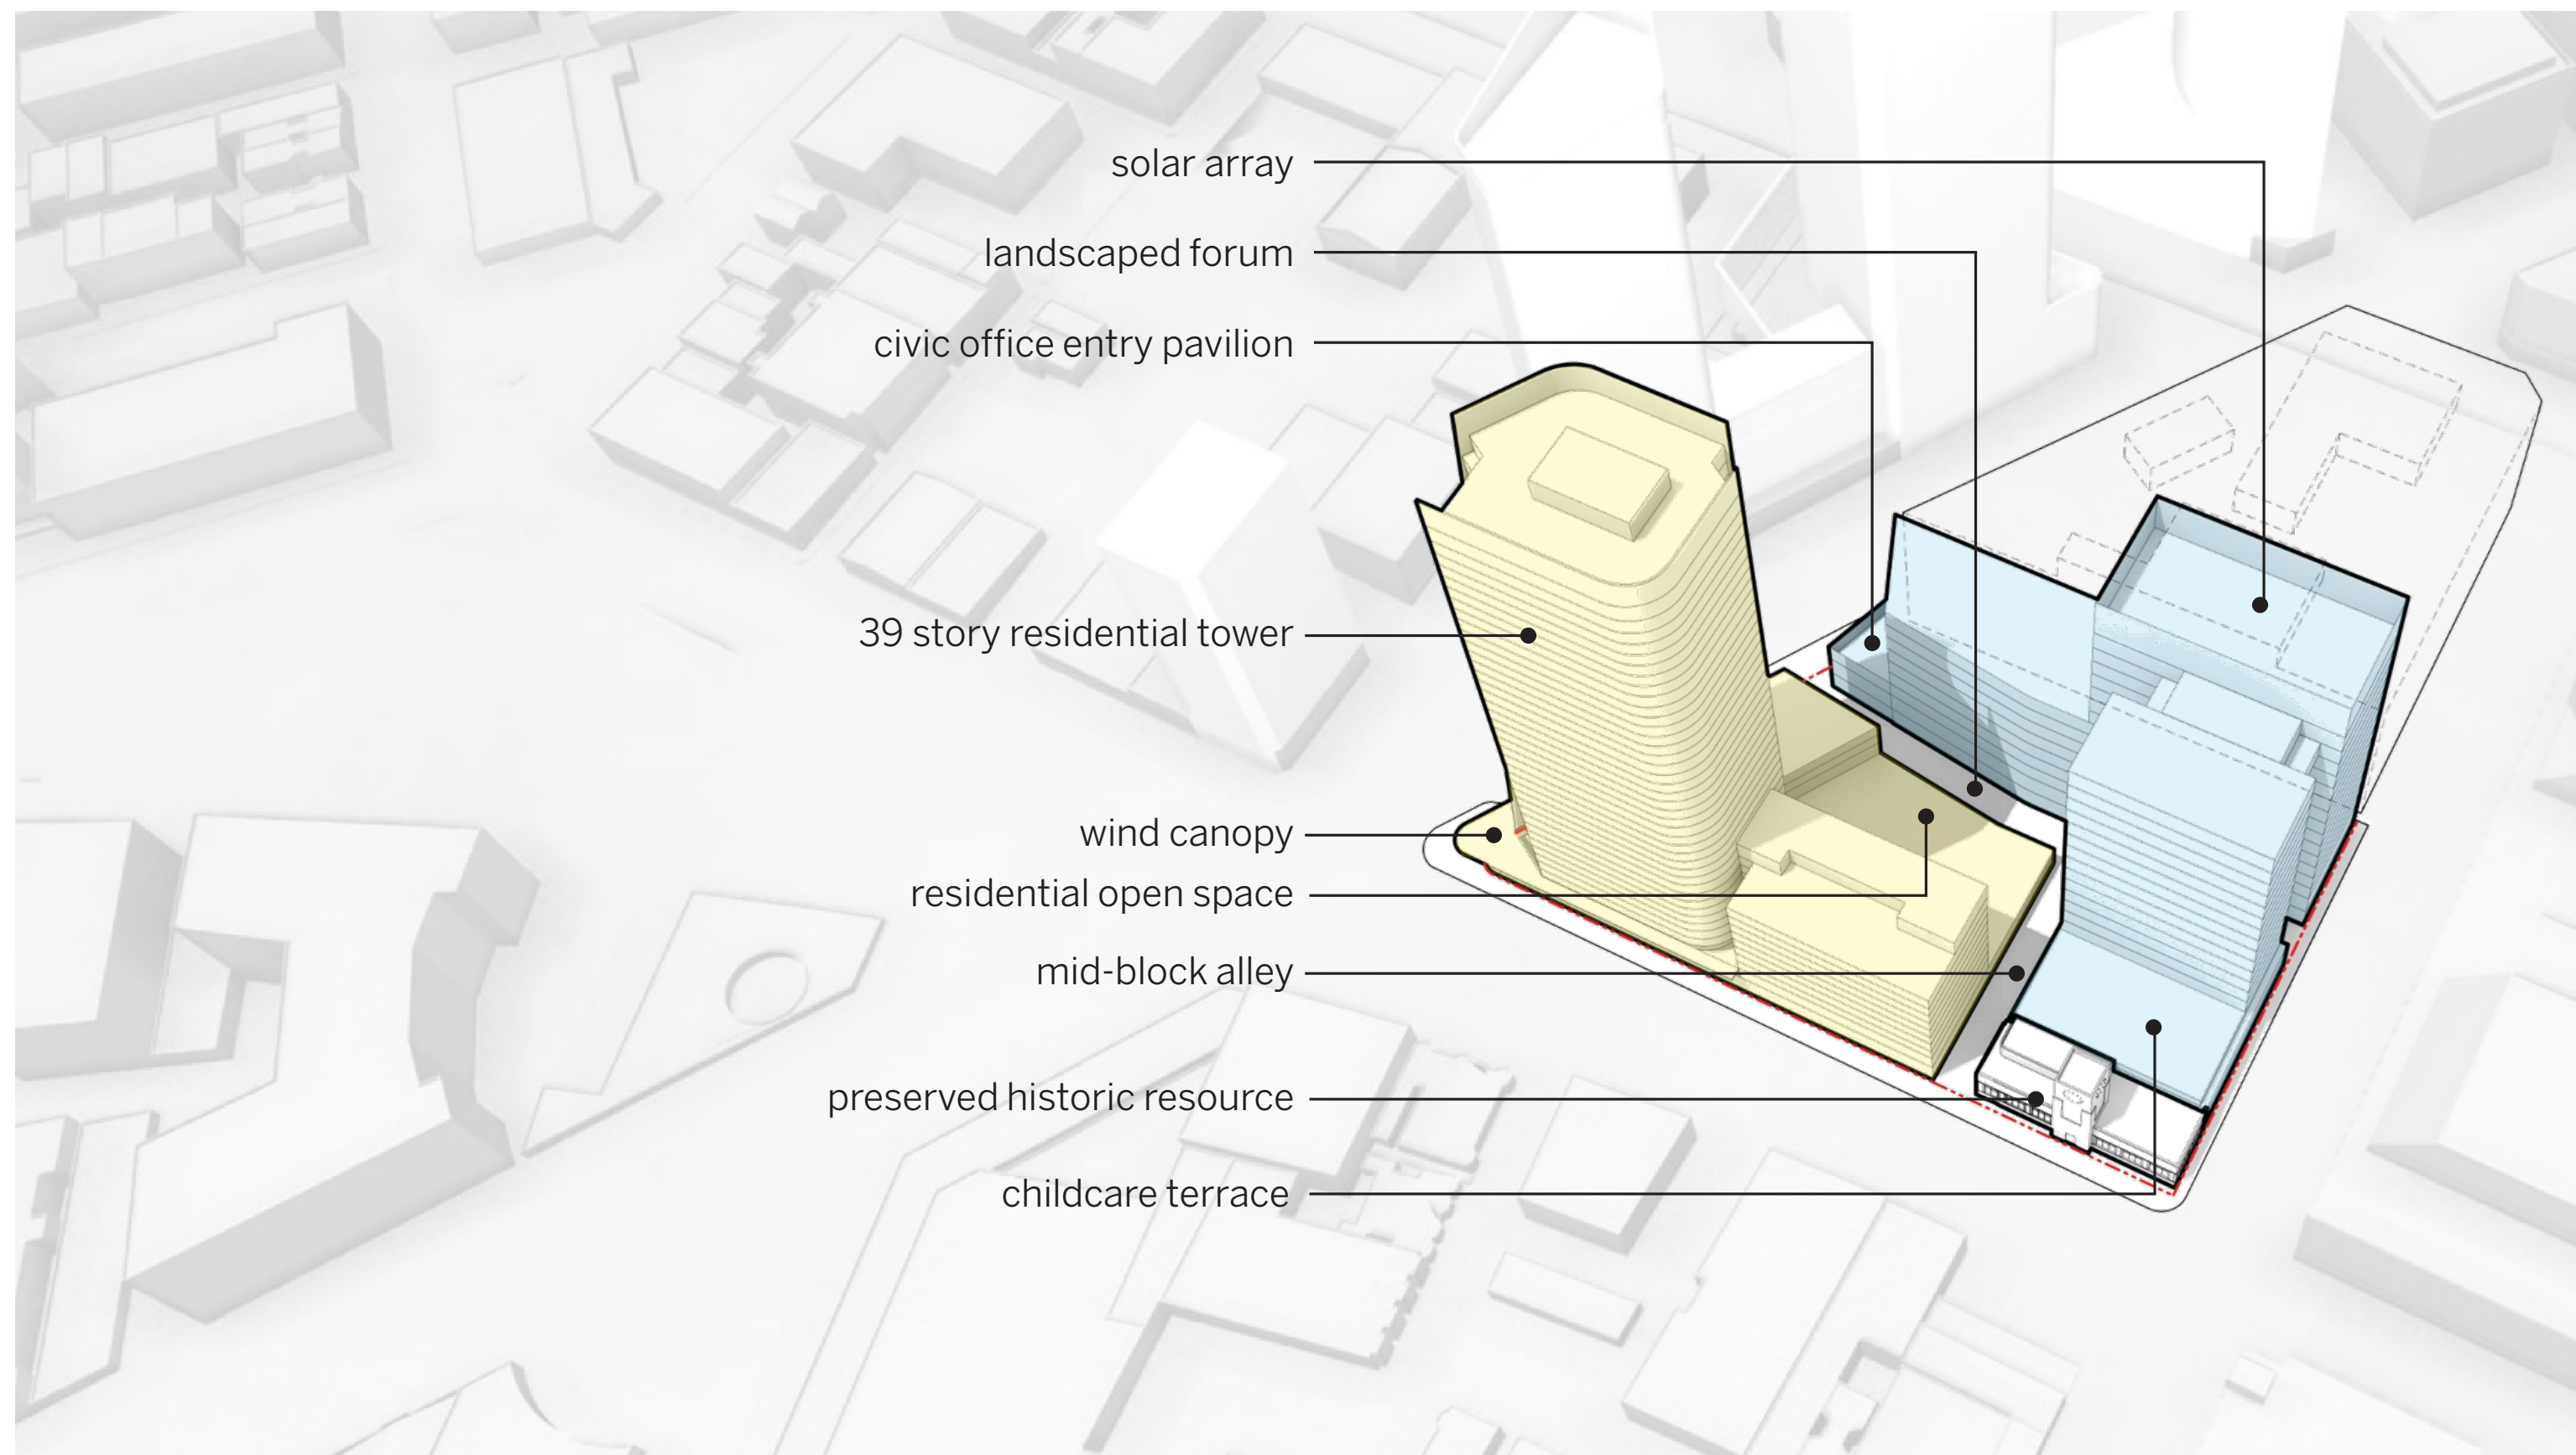 solar array
landscaped forum
civic office entry pavilion
39 story residential tower
wind canopy
residential open space
mid-block alley
preserved historic resource
childcare terrace